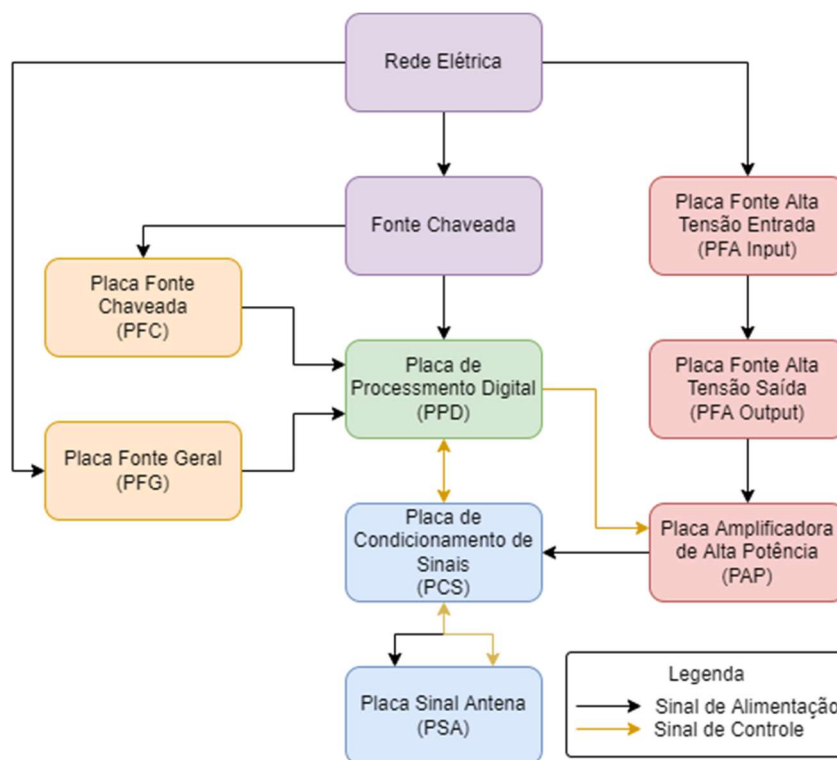 Rede Elétrica
Fonte Chaveada
Placa Fonte Alta
Tensão Entrada
(PFA Input)
Placa Fonte
Chaveada
(PFC)
Placa de
Processmento Digital
(PPD)
Placa Fonte Alta
Tensão Saída
(PFA Output)
Placa Fonte Geral
(PFG)
Placa de
Condicionamento de
Sinais
(PCS)
Placa Amplificadora
de Alta Potência
(PAP)
Placa Sinal Antena
(PSA)
Legenda
Sinal de Alimentação
Sinal de Controle